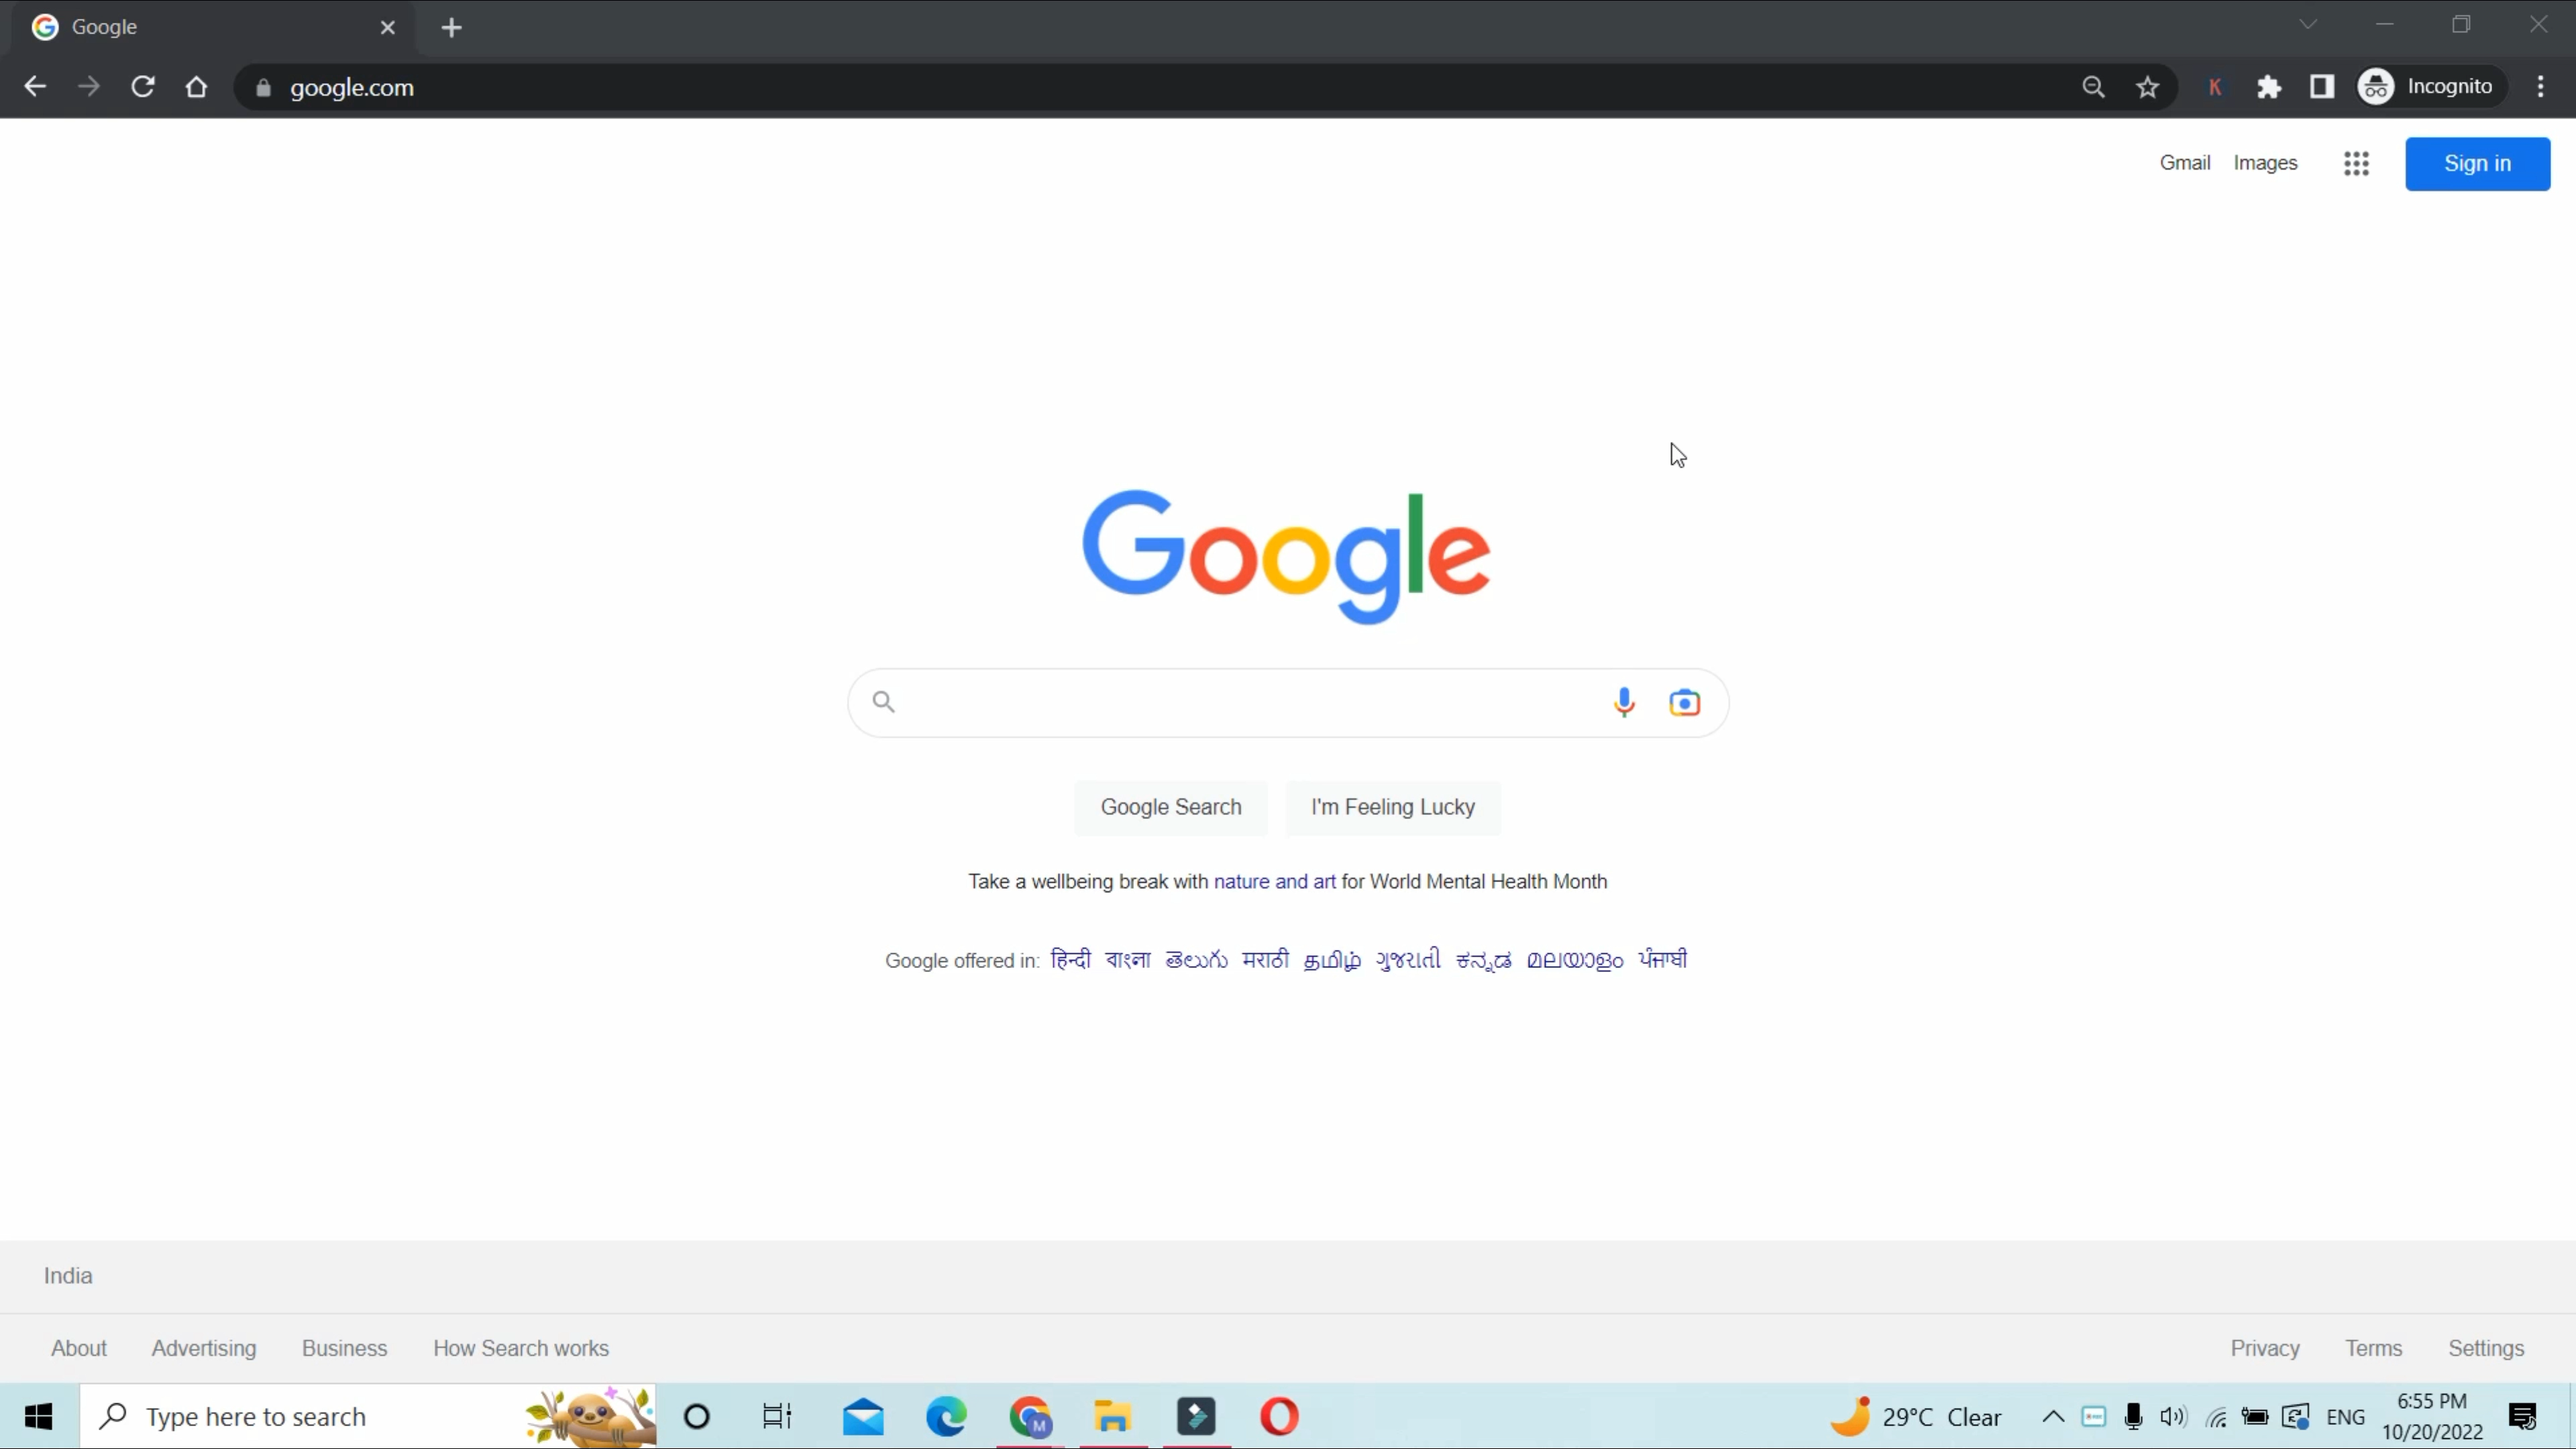 Google
google.com
Incognito
Gmail Images Sign in
Google
Google Search I'm Feeling Lucky
Take a wellbeing break with nature and art for World Mental Health Month
Google offered in: हिन्दी বাংলা తెలుగు मराठी தமிழ் ગુજરાતી ಕನ್ನಡ മലയാളം ਪੰਜਾਬੀ
India
About Advertising Business How Search works Privacy Terms Settings
Type here to search
M
29°C Clear
ENG
6:55 PM
10/20/2022
K